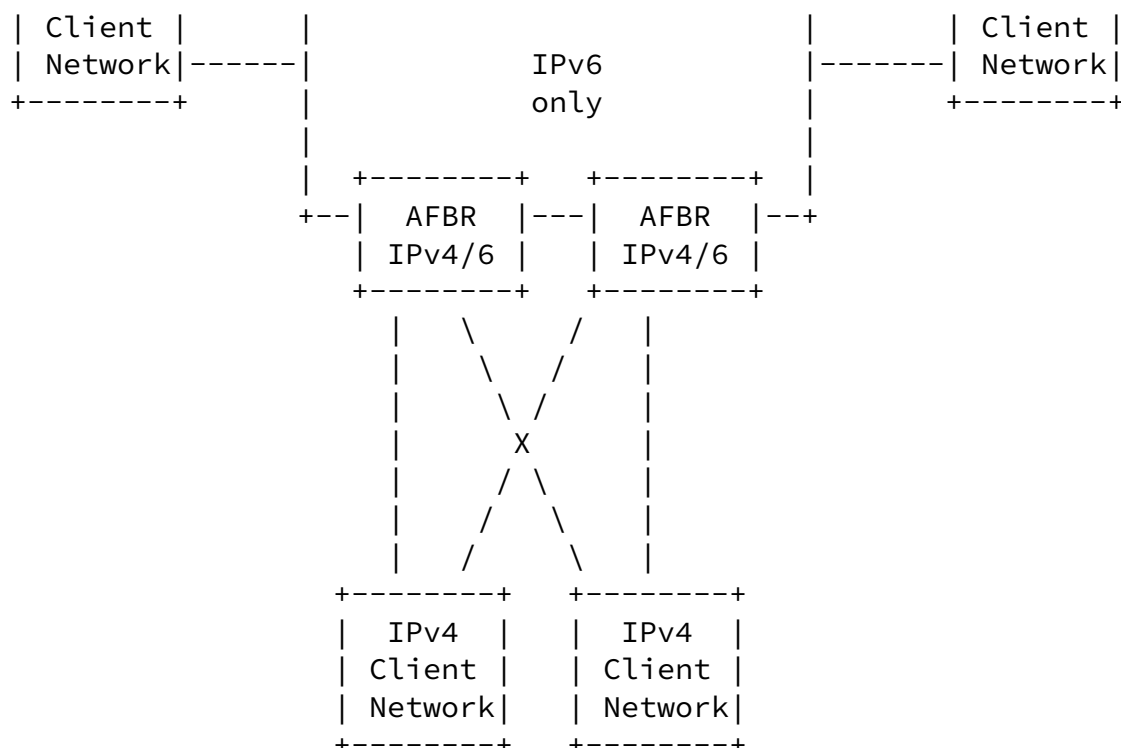 | Client |      |                           |       | Client |
| Network|------|            IPv6           |-------| Network|
+--------+      |            only           |       +--------+
                |                           |
                |  +--------+   +--------+  |
                +--|  AFBR  |---|  AFBR  |--+
                   | IPv4/6 |   | IPv4/6 |
                   +--------+   +--------+
                     |   \     /   |
                     |    \   /    |
                     |     \ /     |
                     |      X      |
                     |     / \     |
                     |    /   \    |
                     |   /     \   |
                  +--------+   +--------+
                  |  IPv4  |   |  IPv4  |
                  | Client |   | Client |
                  | Network|   | Network|
                  +--------+   +--------+